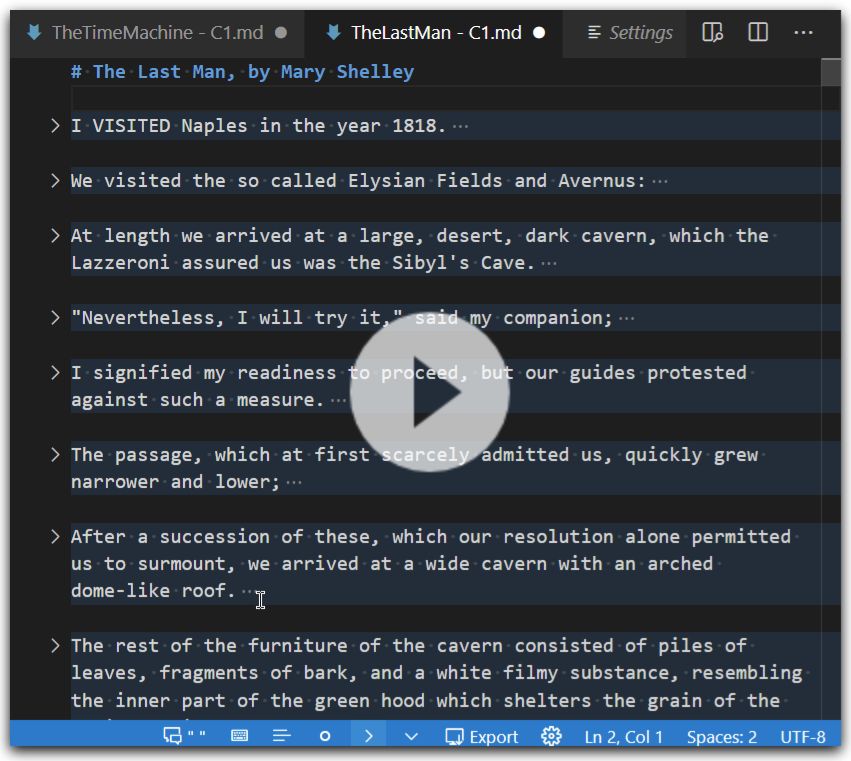 TheTimeMachine - C1.md ● TheLastMan - C1.md ● Settings ···
# The Last Man, by Mary Shelley
I VISITED Naples in the year 1818. ···
We visited the so called Elysian Fields and Avernus: ···
At length we arrived at a large, desert, dark cavern, which the
Lazzeroni assured us was the Sibyl's Cave. ···
"Nevertheless, I will try it," said my companion; ···
I signified my readiness to proceed, but our guides protested
against such a measure. ···
The passage, which at first scarcely admitted us, quickly grew
narrower and lower; ···
After a succession of these, which our resolution alone permitted
us to surmount, we arrived at a wide cavern with an arched
dome-like roof. ···
The rest of the furniture of the cavern consisted of piles of
leaves, fragments of bark, and a white filmy substance, resembling
the inner part of the green hood which shelters the grain of the
" " Export Ln 2, Col 1 Spaces: 2 UTF-8